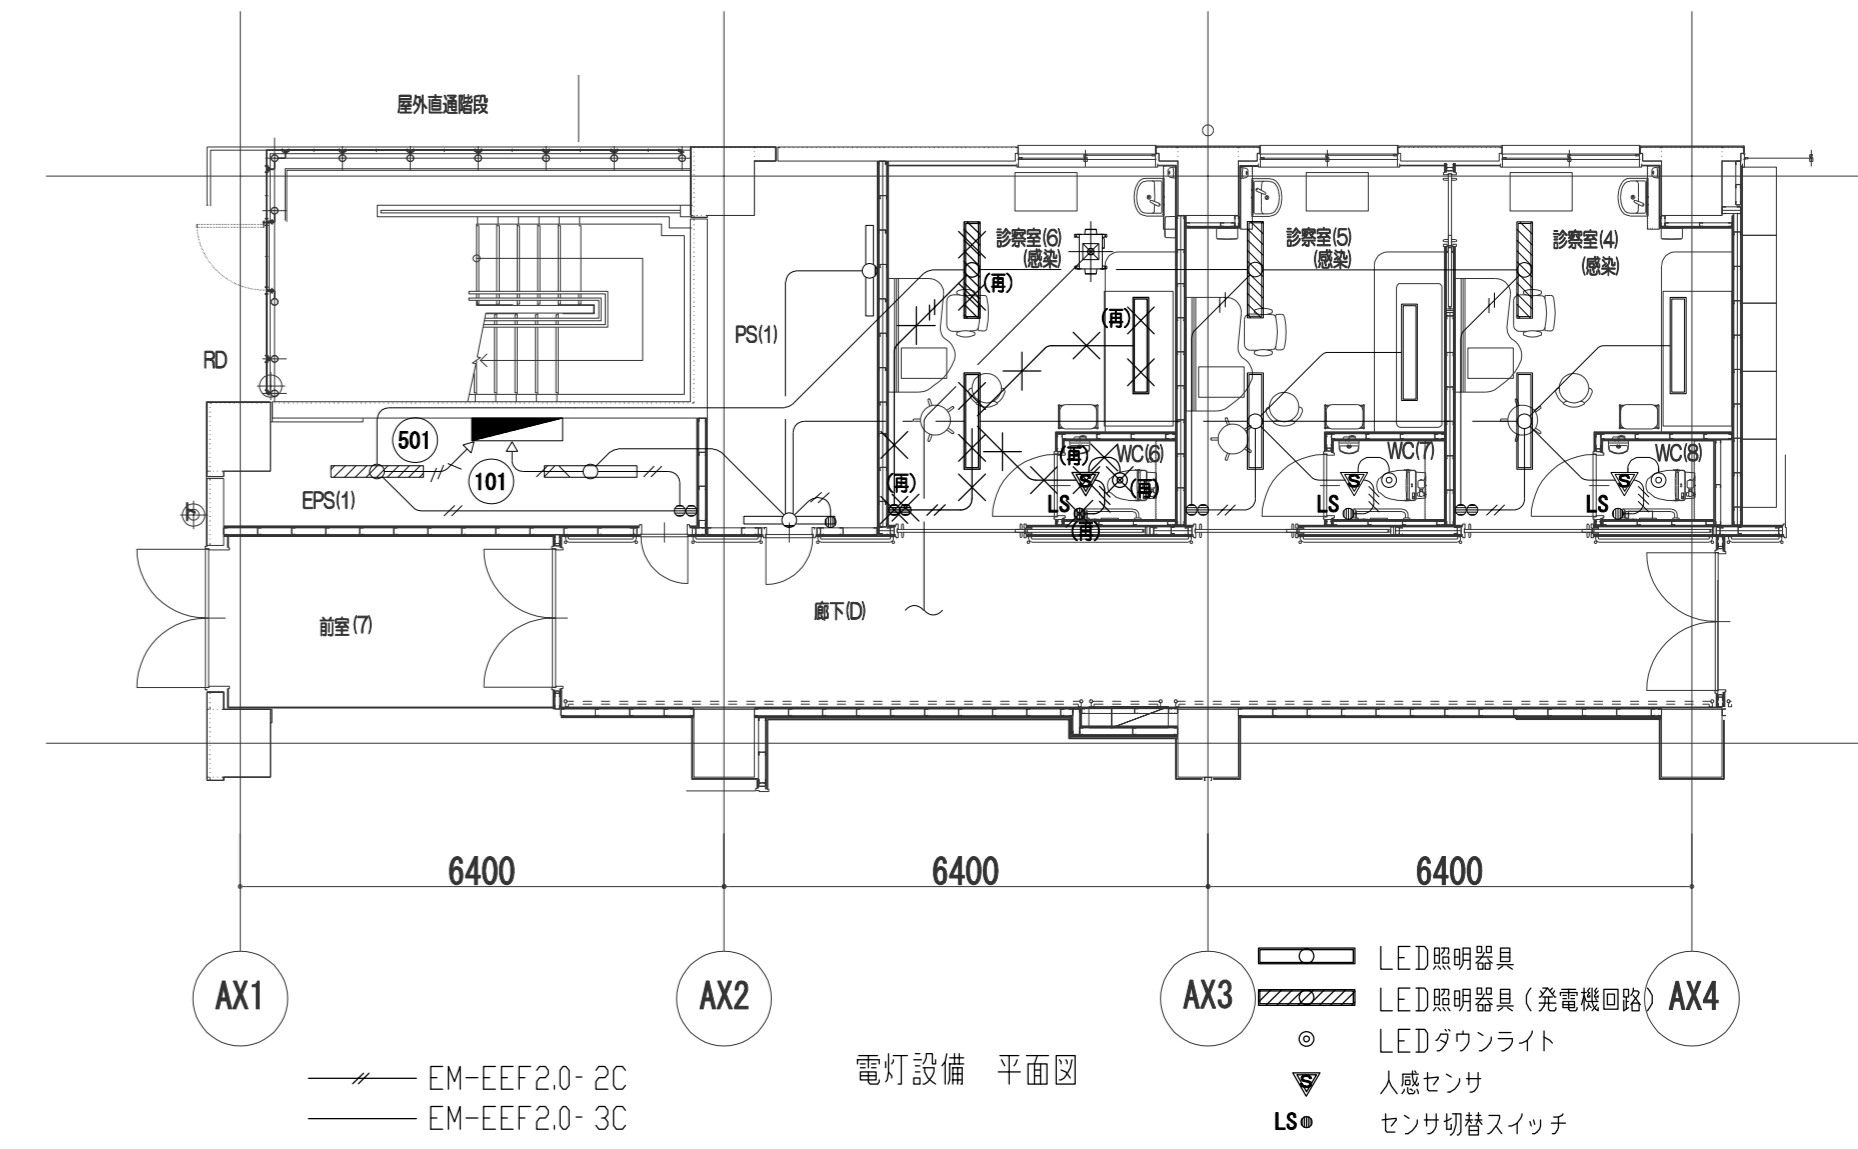 屋外直通階段
診察室(6)
(感染)
診察室(5)
(感染)
診察室(4)
(感染)
(再)
(再)
PS(1)
RD
501
101
EPS(1)
(再)
WC(6)
(再)
(再)
S
LS
(再)
WC(7)
S
LS
WC(8)
S
LS
前室(7)
廊下(D)
6400
6400
6400
AX1
AX2
AX3
AX4
LED照明器具
LED照明器具(発電機回路)
LEDダウンライト
S
人感センサ
LS
センサ切替スイッチ
EM-EEF2.0- 2C
EM-EEF2.0- 3C
電灯設備 平面図